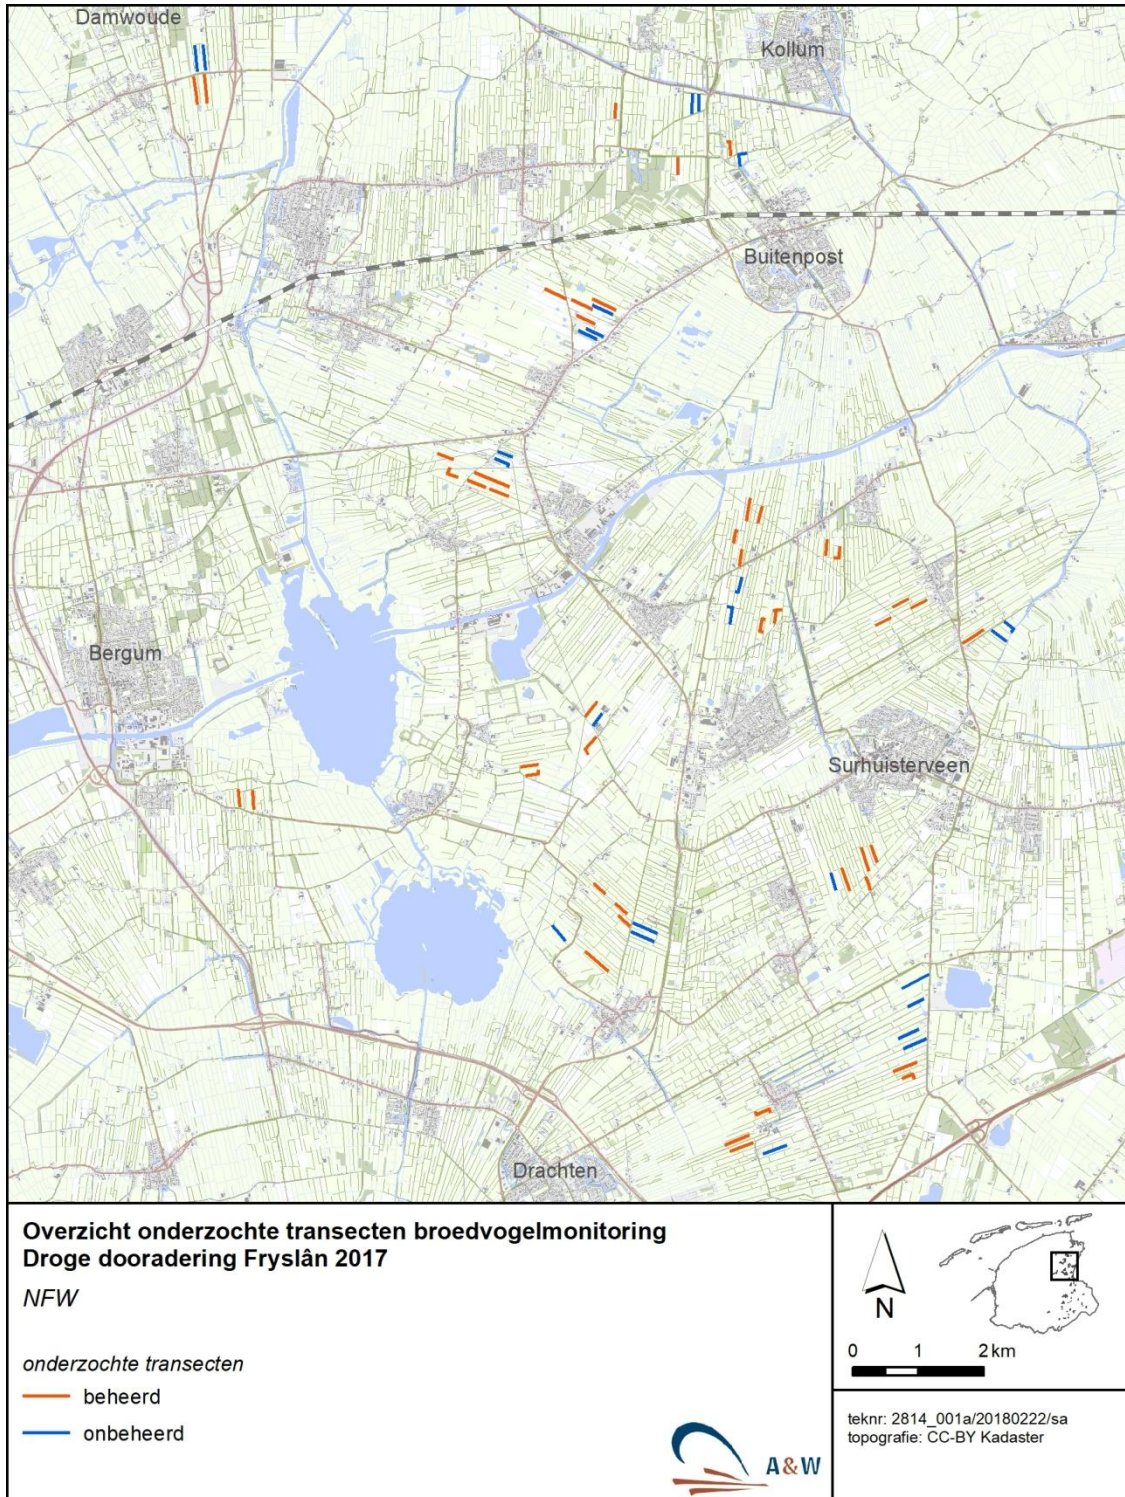 Damwoude
Kollum
Buitenpost
Bergum
Surhuisterveen
Drachten
Overzicht onderzochte transecten broedvogelmonitoring
Droge dooradering Fryslân 2017
NFW
onderzochte transecten
beheerd
onbeheerd
A&W
N
0 1 2 km
teknr: 2814_001a/20180222/sa
topografie: CC-BY Kadaster